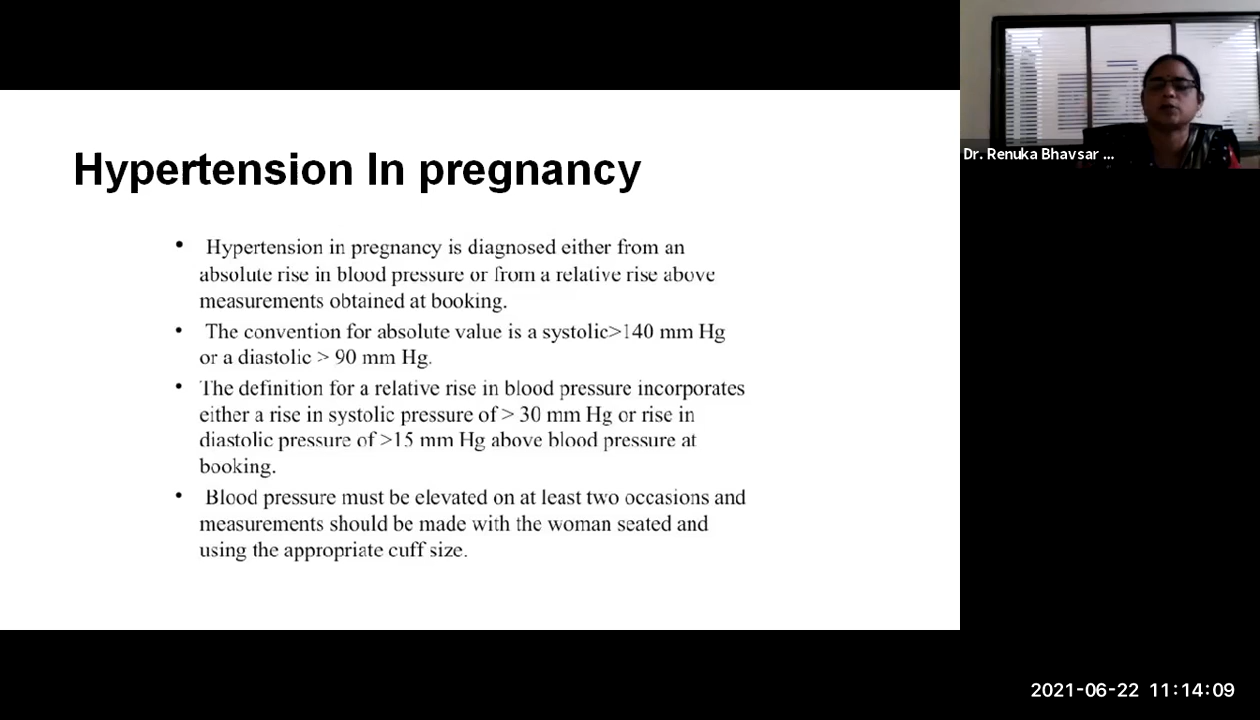 Hypertension In pregnancy
• Hypertension in pregnancy is diagnosed either from an
absolute rise in blood pressure or from a relative rise above
measurements obtained at booking.
• The convention for absolute value is a systolic>140 mm Hg
or a diastolic > 90 mm Hg.
• The definition for a relative rise in blood pressure incorporates
either a rise in systolic pressure of > 30 mm Hg or rise in
diastolic pressure of >15 mm Hg above blood pressure at
booking.
• Blood pressure must be elevated on at least two occasions and
measurements should be made with the woman seated and
using the appropriate cuff size.
Dr. Renuka Bhavsar ...
2021-06-22 11:14:09